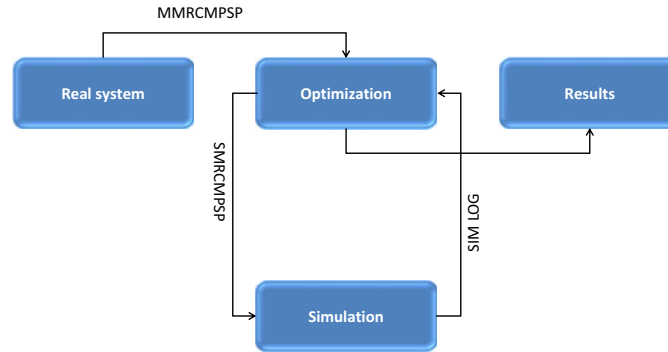 MMRCMPSP
Real system
Optimization
Results
SMRCMPSP
SIM LOG
Simulation